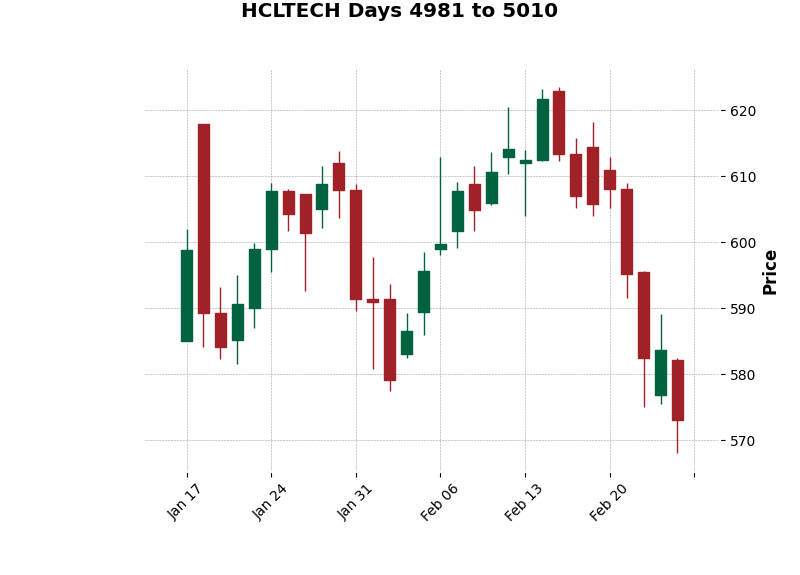 HCLTECH Days 4981 to 5010
620
610
600
590
580
570
Price
Jan 17
Jan 24
Jan 31
Feb 06
Feb 13
Feb 20